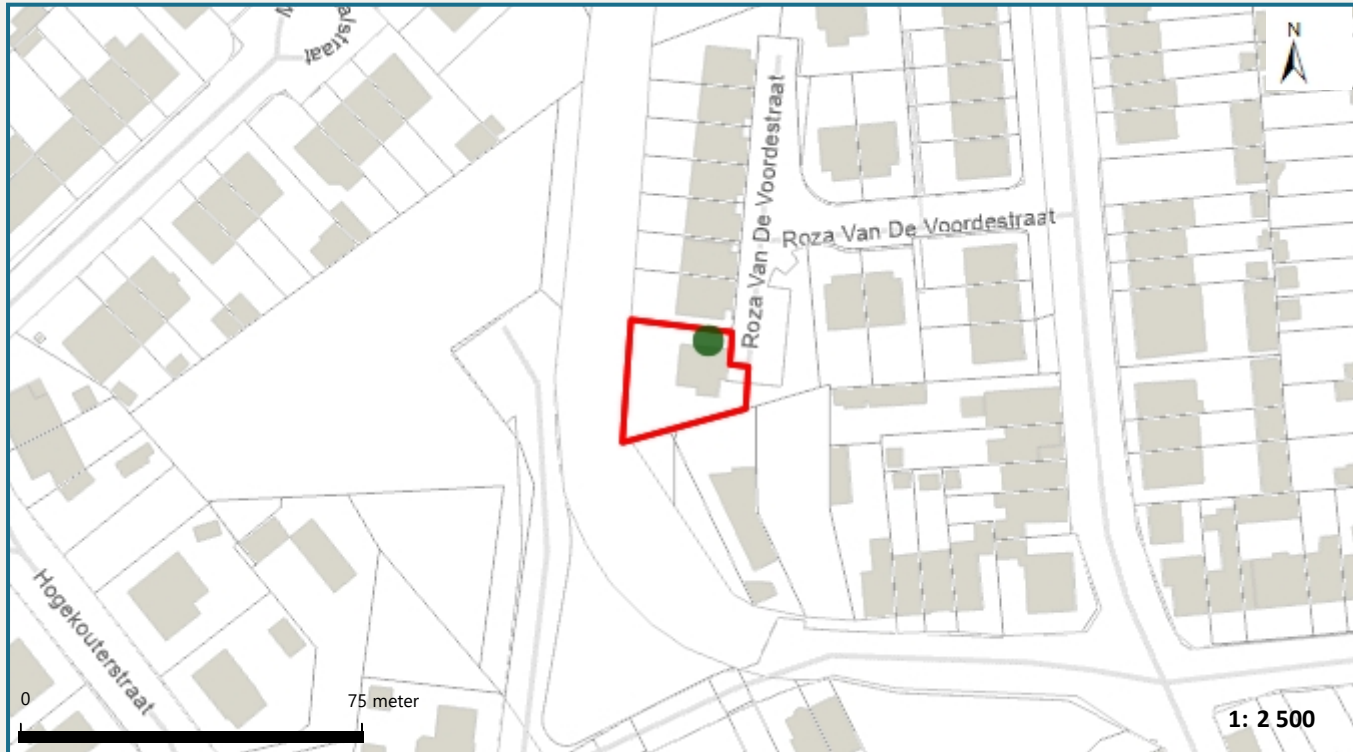 N
Roza Van De Voordestraat
Roza Van De Voordestraat
Hogekouterstraat
0
75 meter
1: 2 500